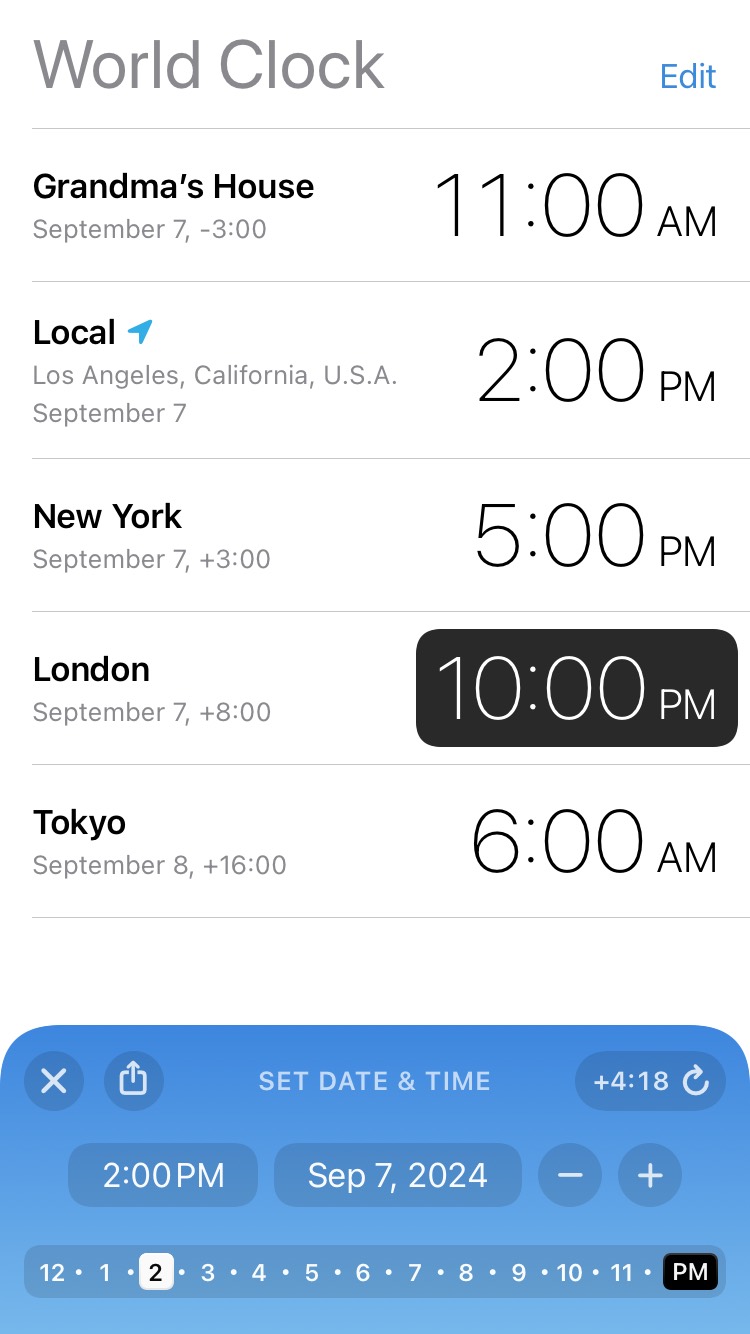 World Clock
Edit
Grandma’s House
September 7, -3:00
11:00 AM
Local
Los Angeles, California, U.S.A.
September 7
2:00 PM
New York
September 7, +3:00
5:00 PM
London
September 7, +8:00
10:00 PM
Tokyo
September 8, +16:00
6:00 AM
SET DATE & TIME
+4:18
2:00 PM
Sep 7, 2024
12 • 1 • 2 • 3 • 4 • 5 • 6 • 7 • 8 • 9 • 10 • 11 • PM